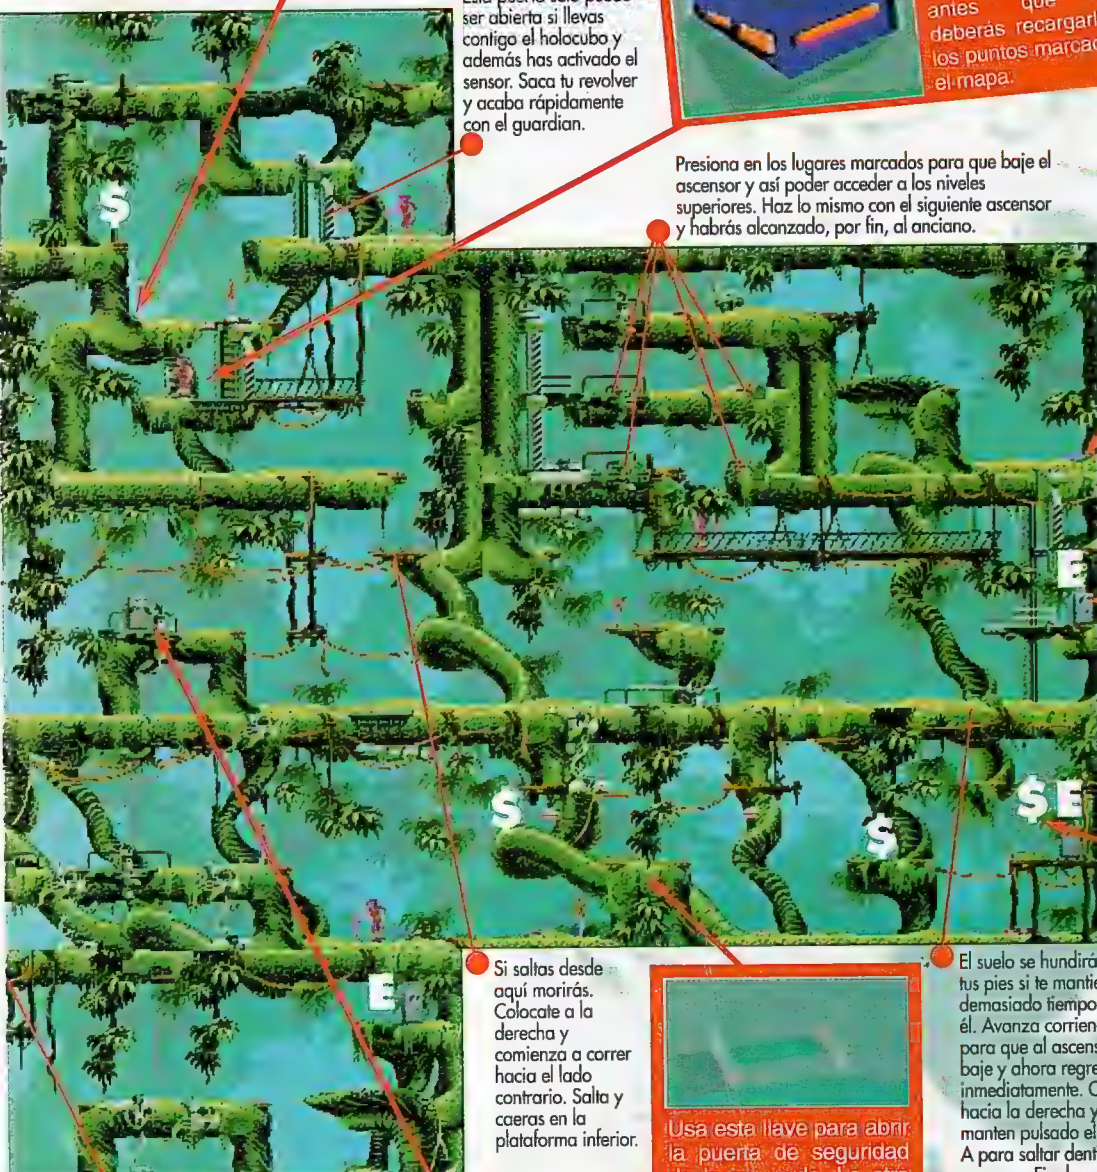 ser abierta si llevas
contigo el holocubo y
además has activado el
sensor. Saca tu revolver
y acaba rápidamente
con el guardian.
antes que
deberás recargarl
los puntos marcad
el mapa.
Presiona en los lugares marcados para que baje el
ascensor y así poder acceder a los niveles
superiores. Haz lo mismo con el siguiente ascensor
y habrás alcanzado, por fin, al anciano.
$
E
$
$
$ E
E
Si saltas desde
aquí morirás.
Colocate a la
derecha y
comienza a correr
hacia el lado
contrario. Salta y
caeras en la
plataforma inferior.
Usa esta llave para abrir
la puerta de seguridad
El suelo se hundirá
tus pies si te mantie
demasiado tiempo
él. Avanza corrien
para que al ascens
baje y ahora regre
inmediatamente. C
hacia la derecha y
manten pulsado el
A para saltar dent